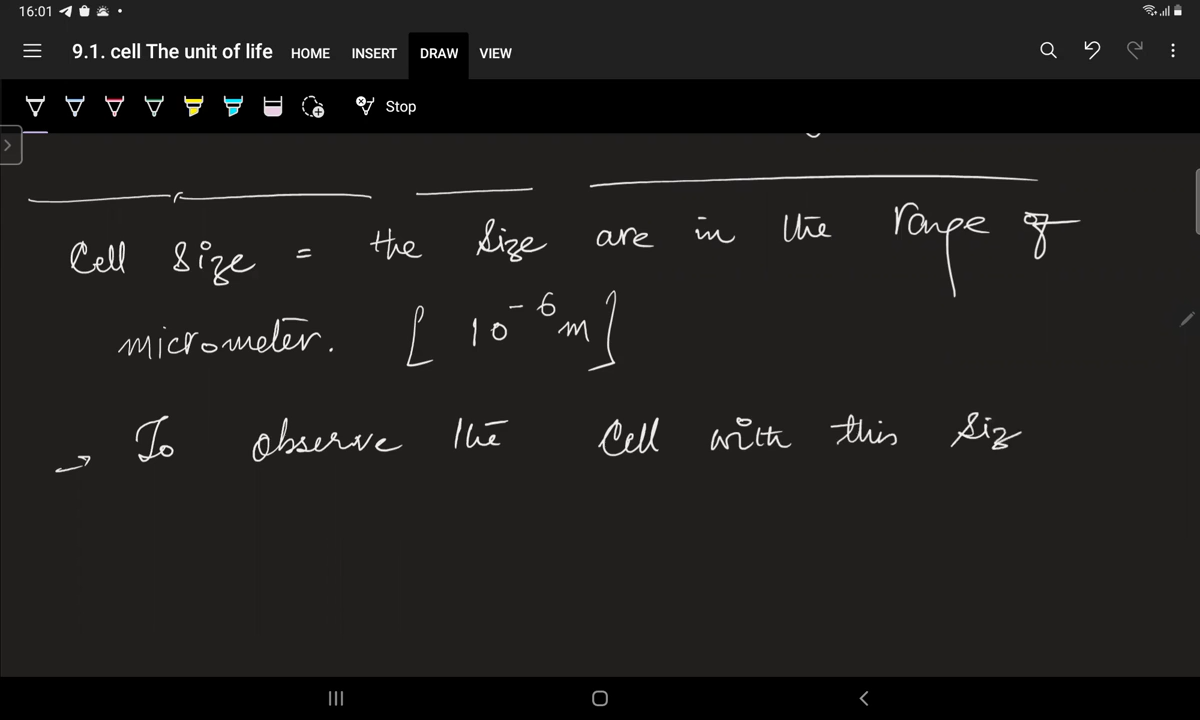 16:01
9.1. cell The unit of life HOME INSERT DRAW VIEW
Stop
Cell Size = the Size are in the range of
micrometer. [ 10⁻⁶ m ]
→ To observe the Cell with this Siz